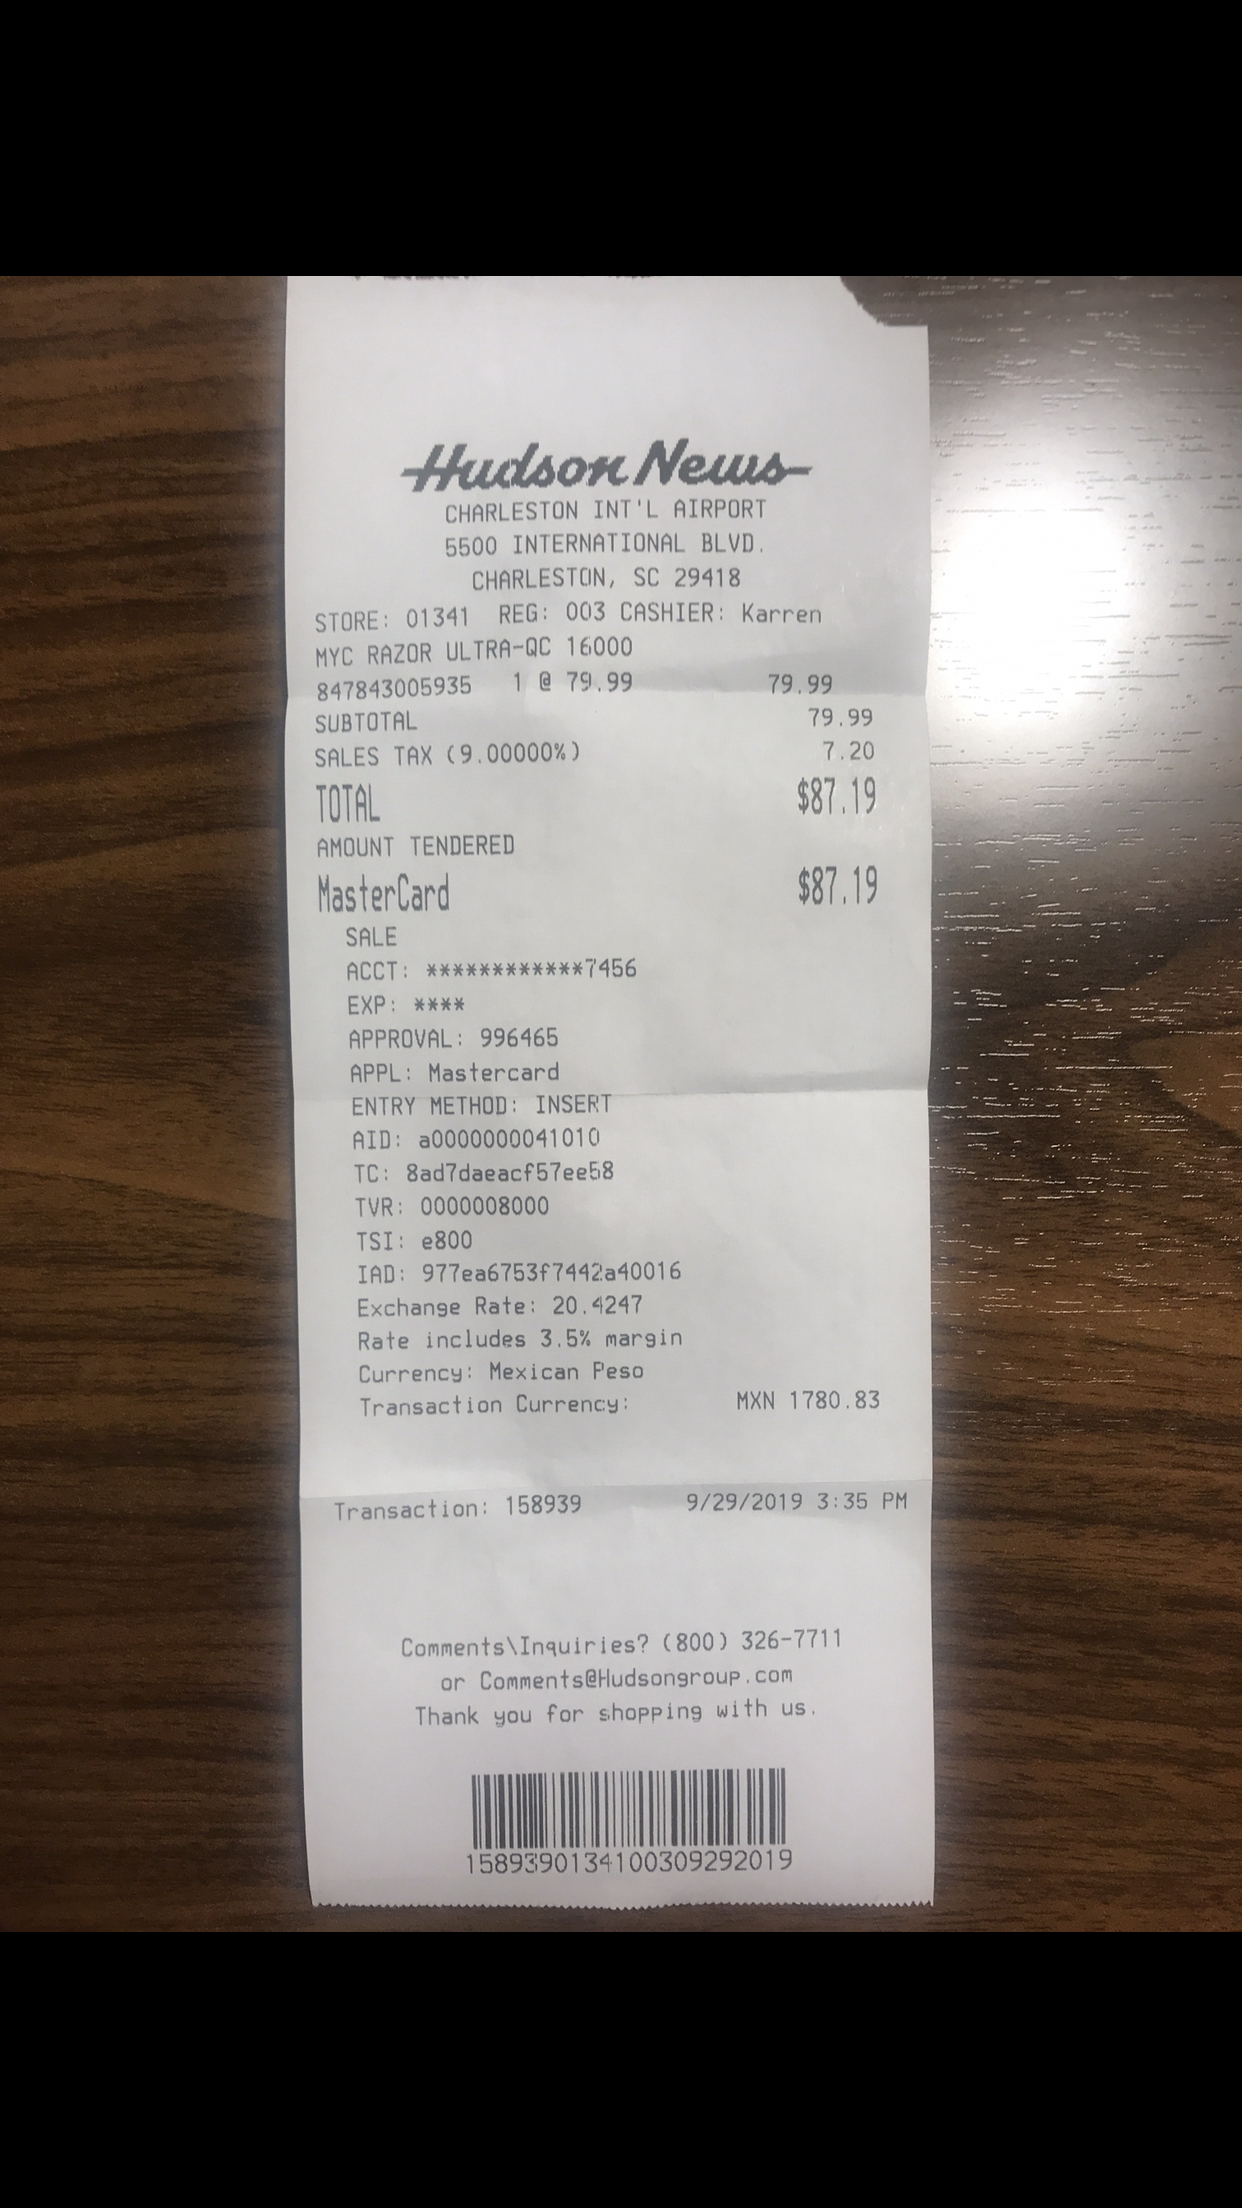 Hudson News
CHARLESTON INT'L AIRPORT
5500 INTERNATIONAL BLVD.
CHARLESTON, SC 29418
STORE: 01341 REG: 003 CASHIER: Karren
MYC RAZOR ULTRA-QC 16000
847843005935 1 @ 79.99 79.99
SUBTOTAL 79.99
SALES TAX (9.00000%) 7.20
TOTAL $87.19
AMOUNT TENDERED
MasterCard $87.19
SALE
ACCT: ************7456
EXP: ****
APPROVAL: 996465
APPL: Mastercard
ENTRY METHOD: INSERT
AID: a0000000041010
TC: 8ad7daeacf57ee58
TVR: 0000008000
TSI: e800
IAD: 977ea6753f7442a40016
Exchange Rate: 20.4247
Rate includes 3.5% margin
Currency: Mexican Peso
Transaction Currency: MXN 1780.83
Transaction: 158939 9/29/2019 3:35 PM
Comments\Inquiries? (800) 326-7711
or Comments@Hudsongroup.com
Thank you for shopping with us.
1589390134100309292019